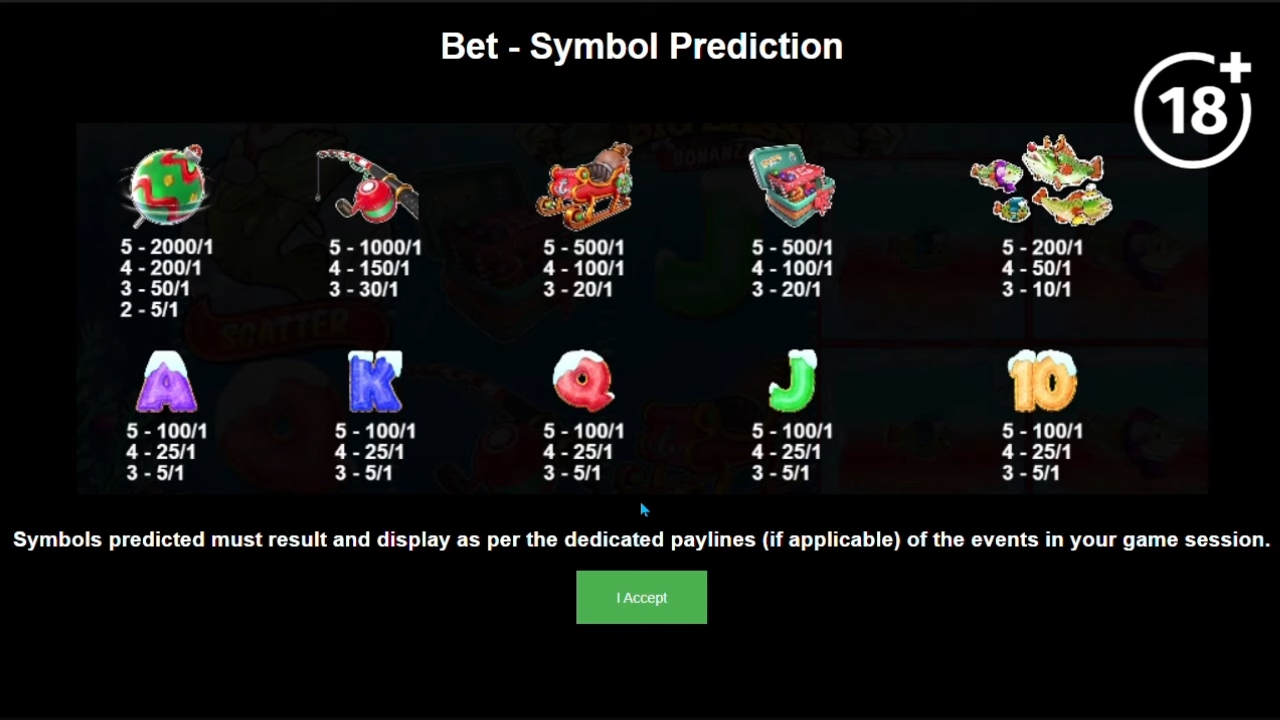 Bet - Symbol Prediction
18+
BONANZA
5 - 2000/1
4 - 200/1
3 - 50/1
2 - 5/1
5 - 1000/1
4 - 150/1
3 - 30/1
5 - 500/1
4 - 100/1
3 - 20/1
5 - 500/1
4 - 100/1
3 - 20/1
5 - 200/1
4 - 50/1
3 - 10/1
SCATTER
A
5 - 100/1
4 - 25/1
3 - 5/1
K
5 - 100/1
4 - 25/1
3 - 5/1
Q
5 - 100/1
4 - 25/1
3 - 5/1
J
5 - 100/1
4 - 25/1
3 - 5/1
10
5 - 100/1
4 - 25/1
3 - 5/1
Symbols predicted must result and display as per the dedicated paylines (if applicable) of the events in your game session.
I Accept